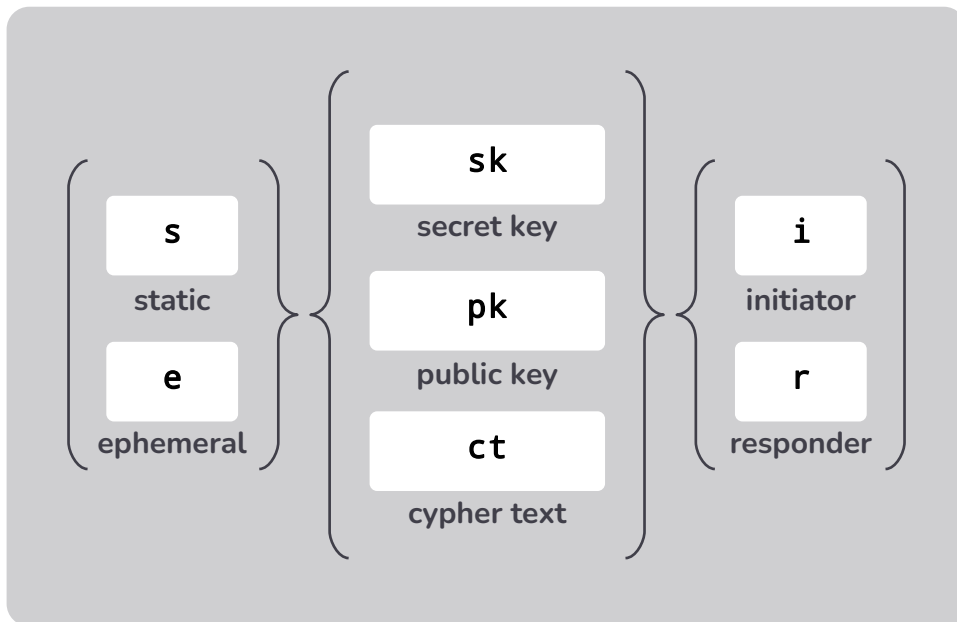 s
static
e
ephemeral
sk
secret key
pk
public key
ct
cypher text
i
initiator
r
responder